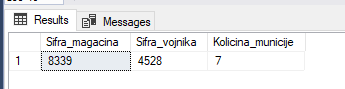 Results Messages
Sifra_magacina Sifra_vojnika Kolicina_municije
1 8339 4528 7